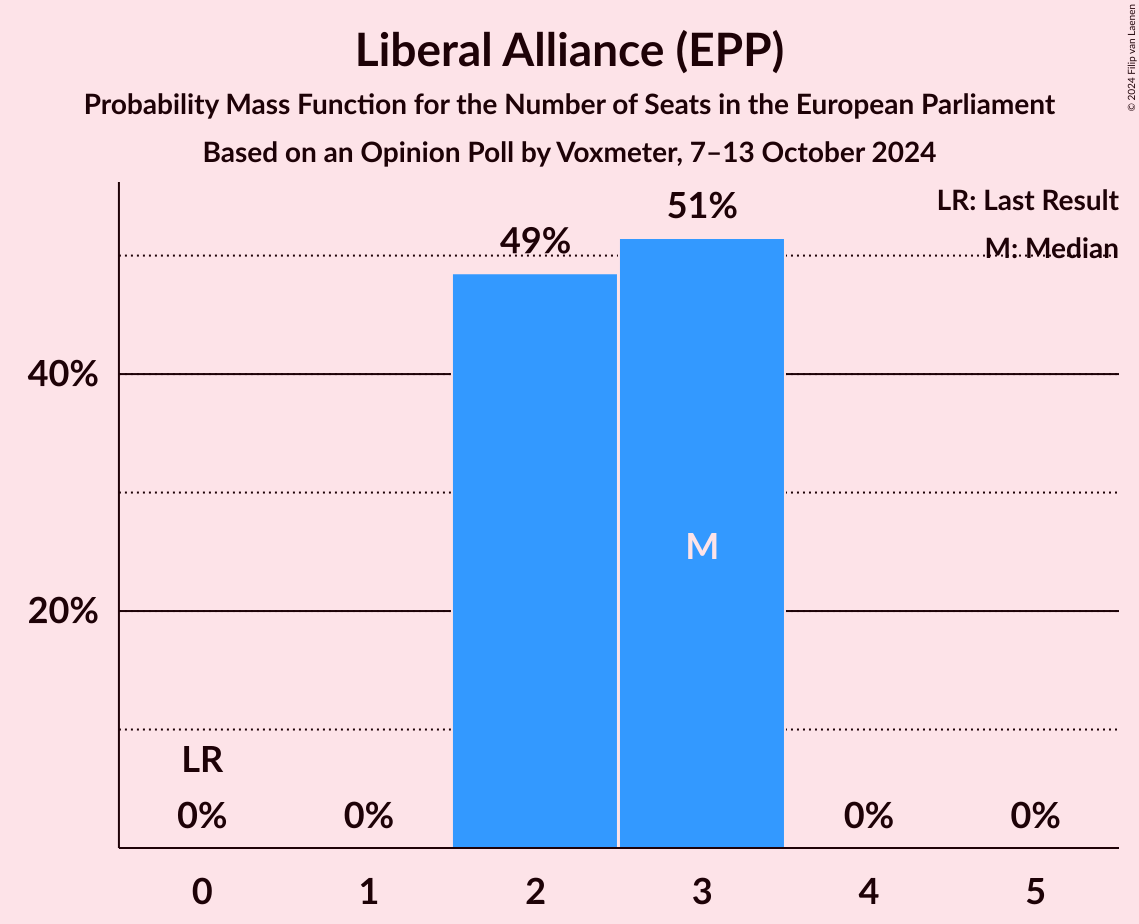 Liberal Alliance (EPP)
Probability Mass Function for the Number of Seats in the European Parliament
Based on an Opinion Poll by Voxmeter, 7–13 October 2024
© 2024 Filip van Laenen
LR: Last Result
M: Median
51%
49%
40%
M
20%
LR
0%
0%
0%
0%
0
1
2
3
4
5